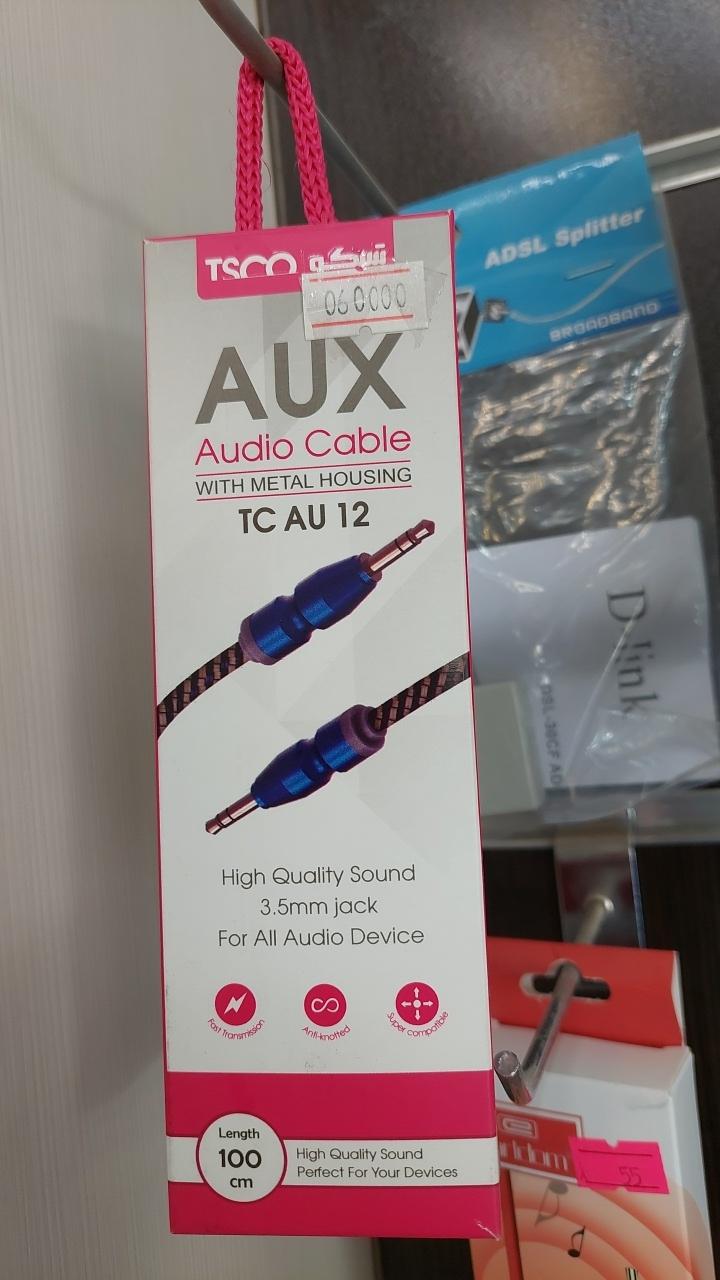 TSCO تسکو
060000
AUX
Audio Cable
WITH METAL HOUSING
TC AU 12
High Quality Sound
3.5mm jack
For All Audio Device
Fast Transmission
Anti-knotted
Super compatible
Length
100
cm
High Quality Sound
Perfect For Your Devices
ADSL Splitter
BROADBAND
D-link
55